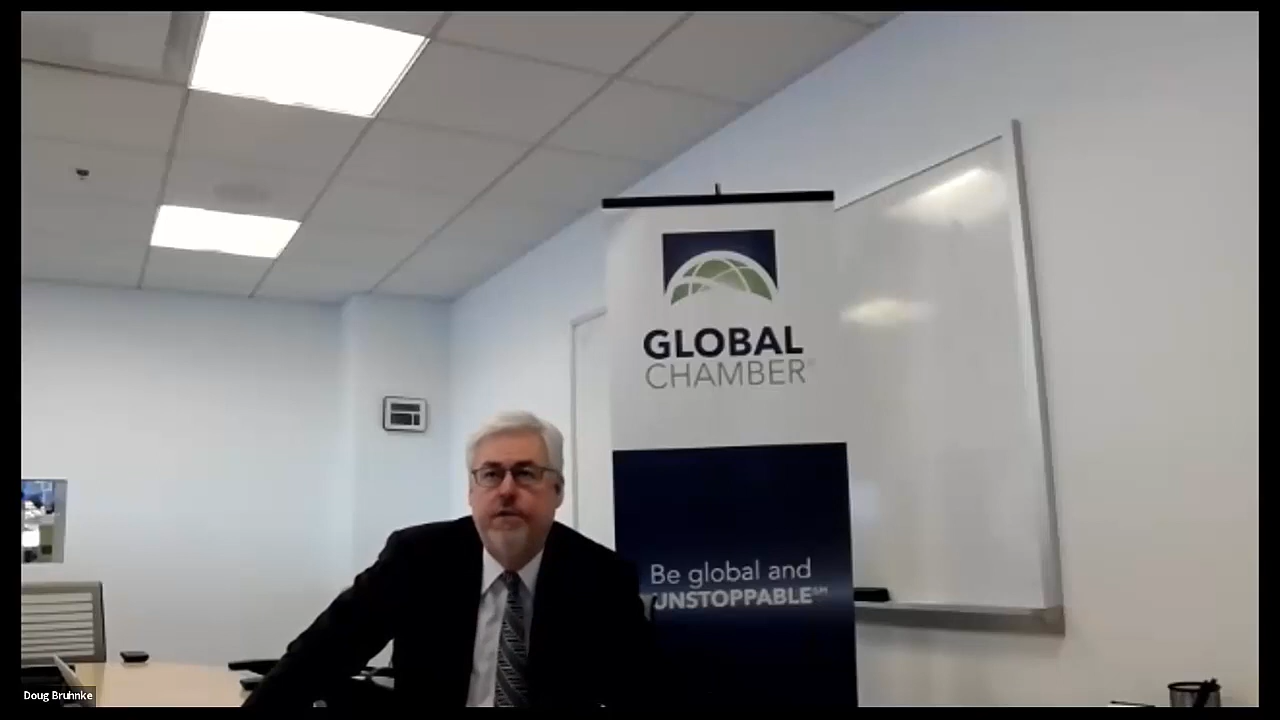 GLOBAL
CHAMBER
Be global and
UNSTOPPABLE℠
Doug Bruhnke